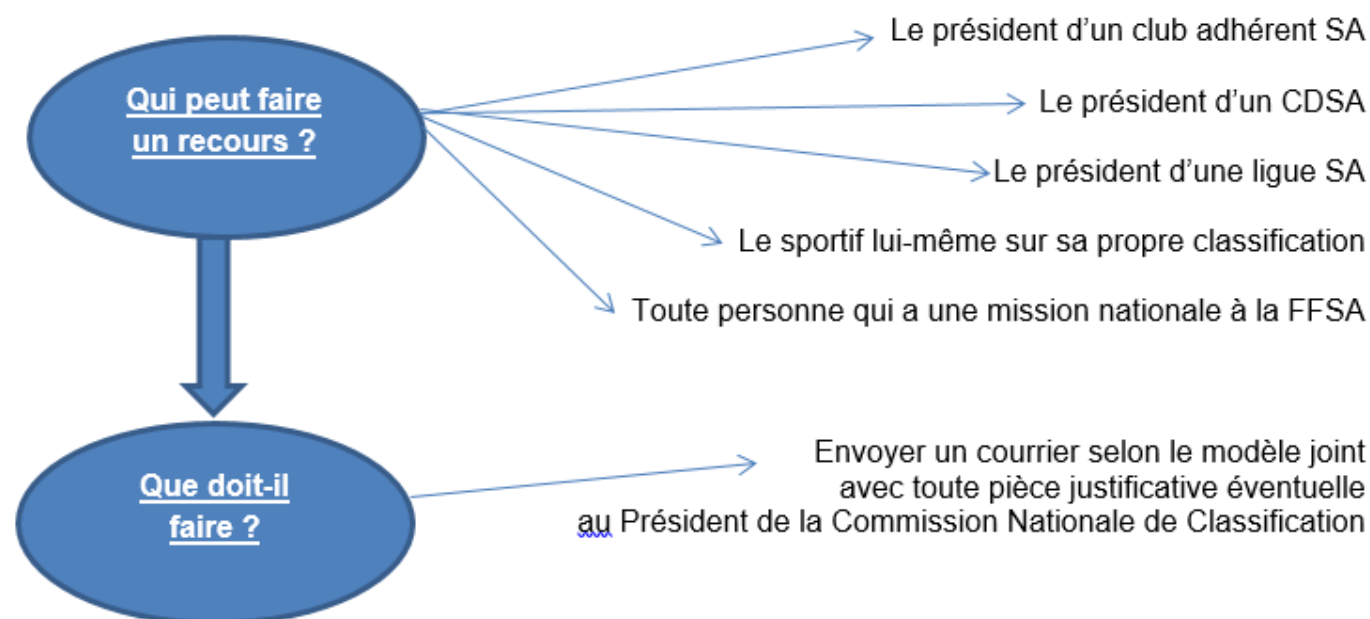 Qui peut faire
un recours ?
Le président d’un club adhérent SA
Le président d’un CDSA
Le président d’une ligue SA
Le sportif lui-même sur sa propre classification
Toute personne qui a une mission nationale à la FFSA
Que doit-il
faire ?
Envoyer un courrier selon le modèle joint
avec toute pièce justificative éventuelle
au Président de la Commission Nationale de Classification